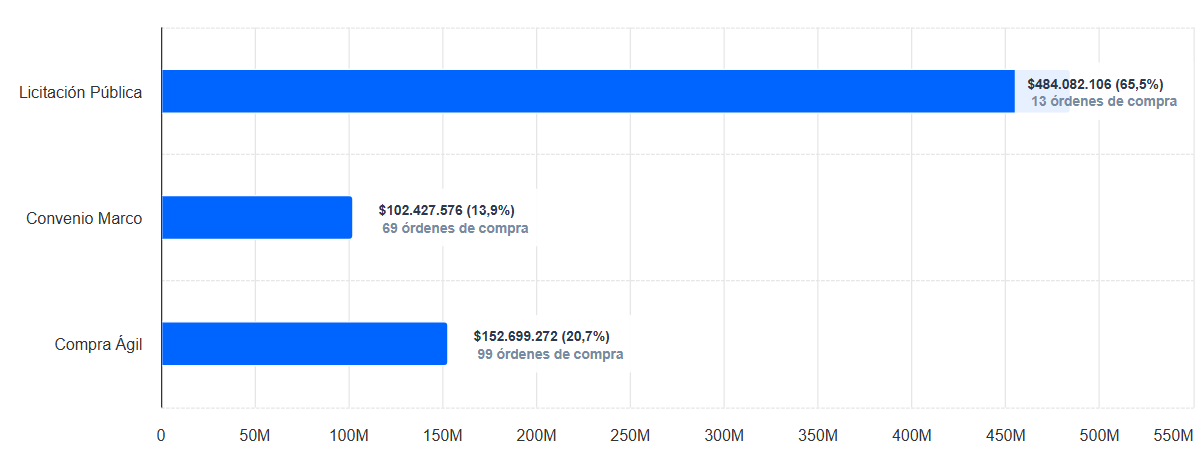 Licitación Pública
$484.082.106 (65,5%)
13 órdenes de compra
Convenio Marco
$102.427.576 (13,9%)
69 órdenes de compra
Compra Ágil
$152.699.272 (20,7%)
99 órdenes de compra
0 50M 100M 150M 200M 250M 300M 350M 400M 450M 500M 550M